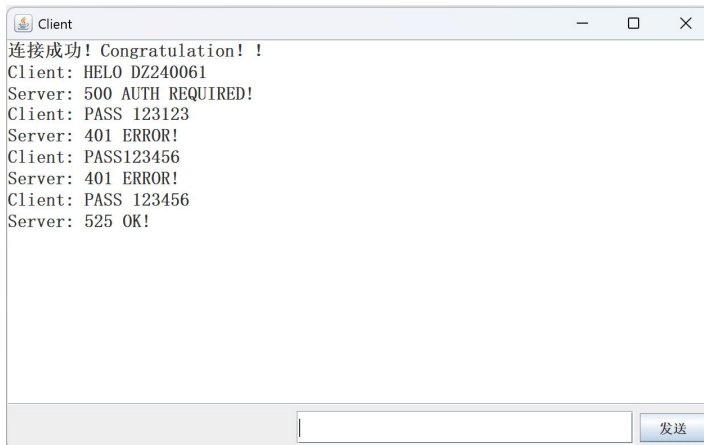 Client
连接成功！Congratulation！！
Client: HELO DZ240061
Server: 500 AUTH REQUIRED!
Client: PASS 123123
Server: 401 ERROR!
Client: PASS123456
Server: 401 ERROR!
Client: PASS 123456
Server: 525 OK!
发送